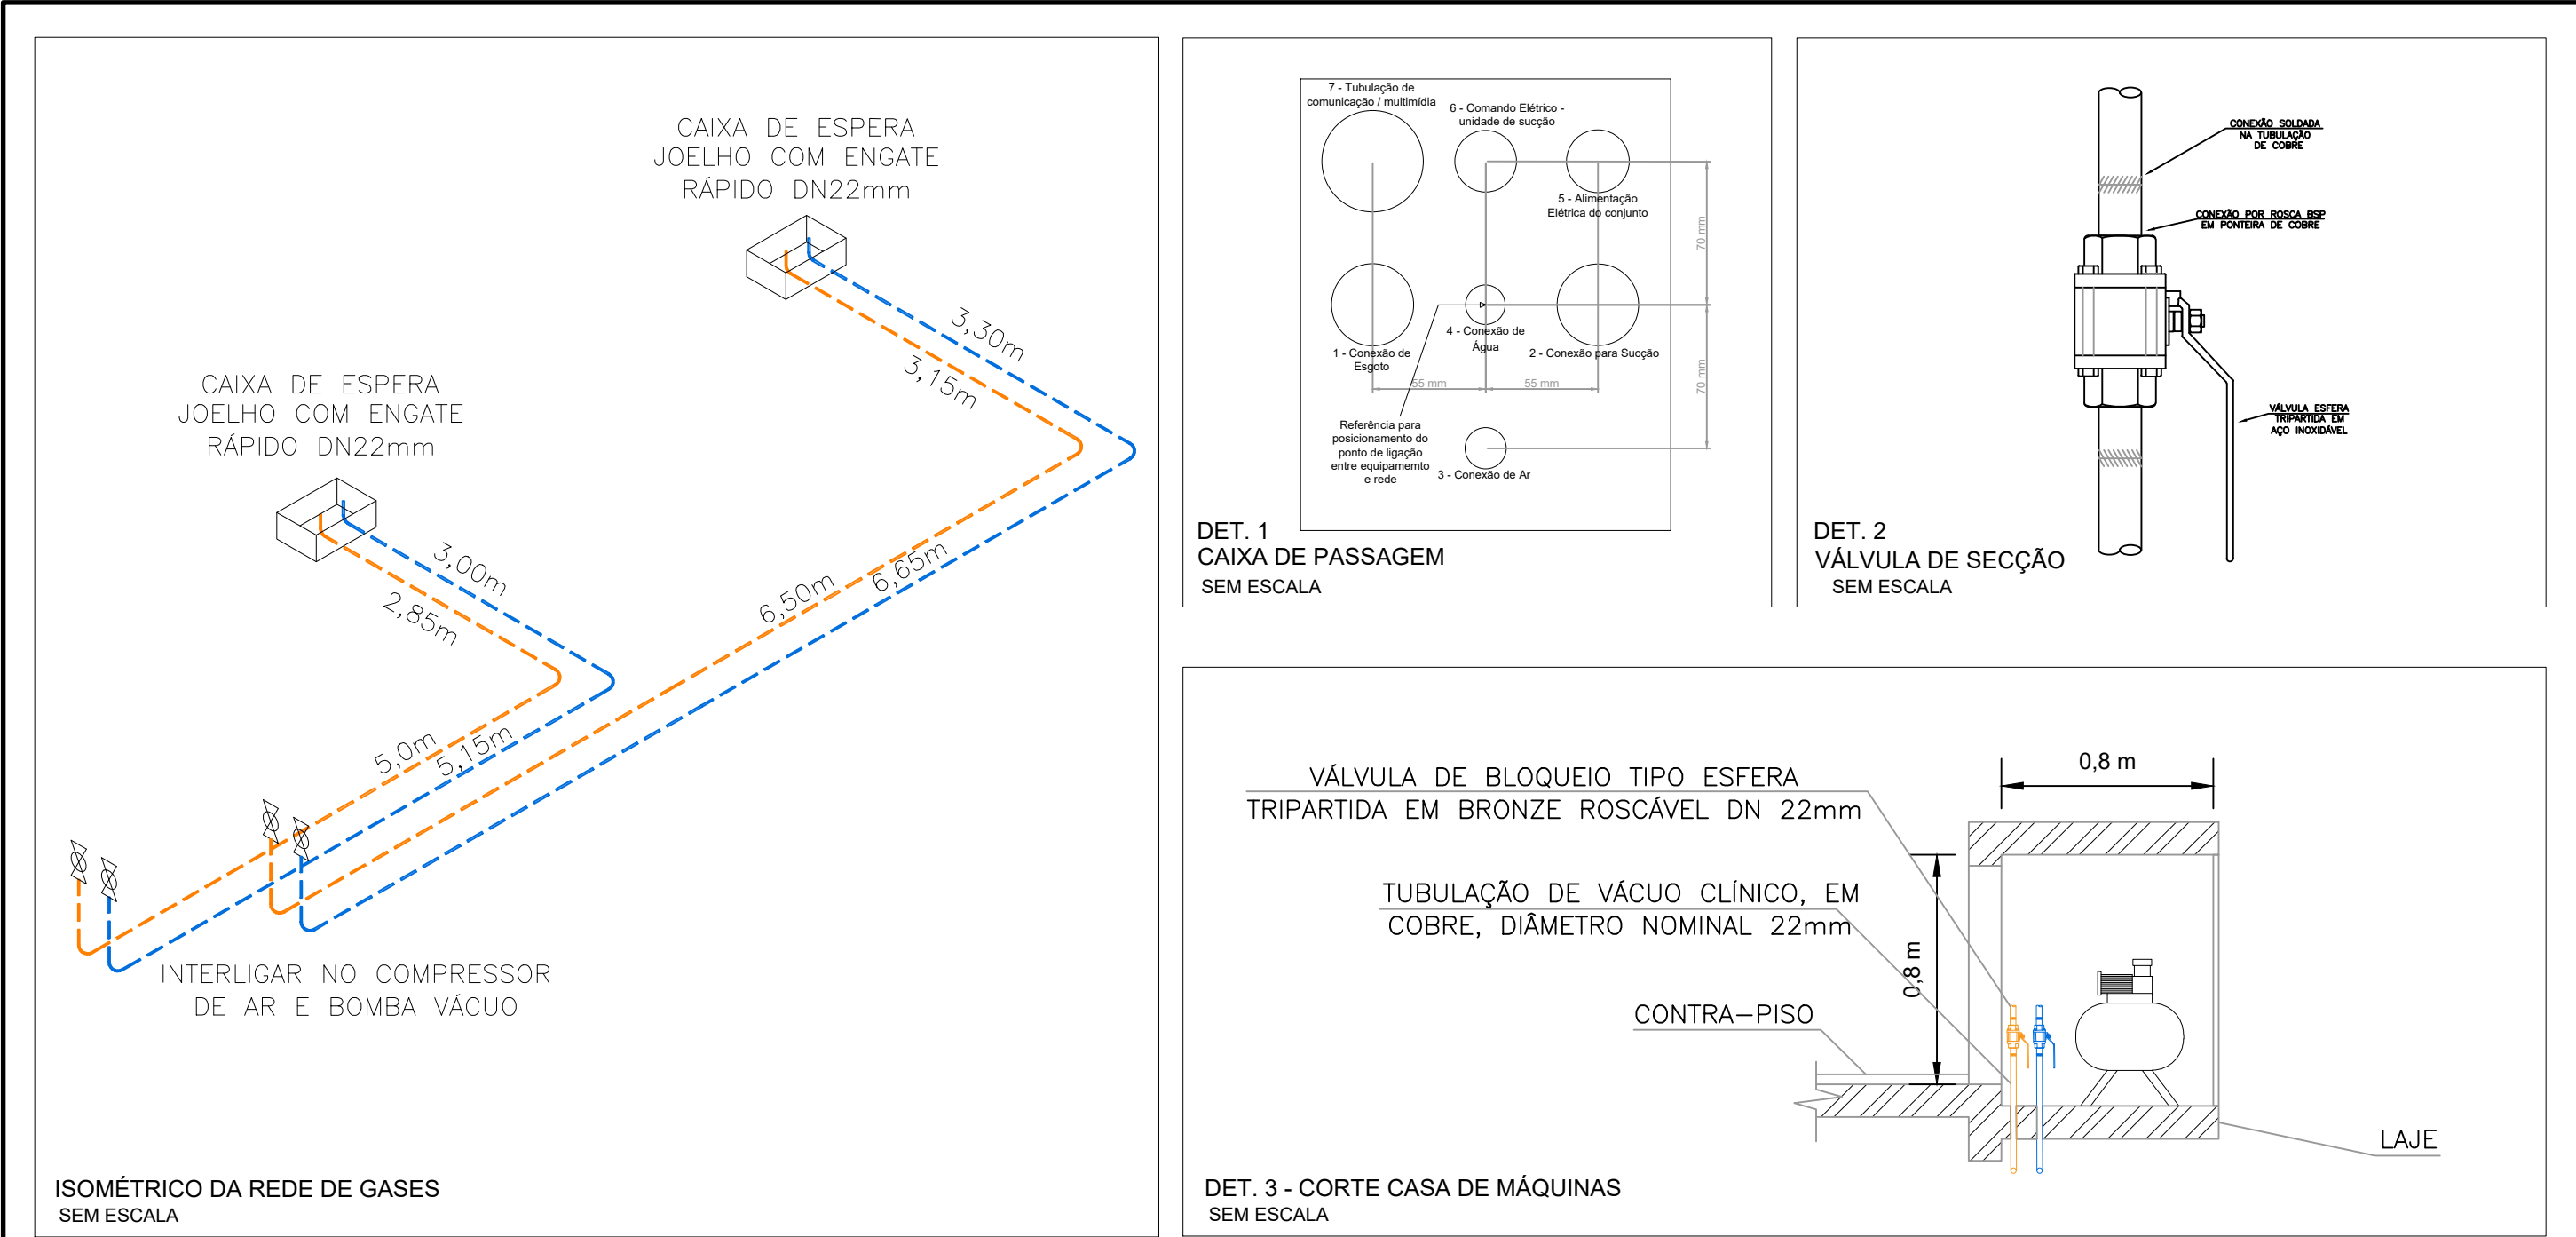 CAIXA DE ESPERA
JOELHO COM ENGATE
RÁPIDO DN22mm
3,30m
3,15m
CAIXA DE ESPERA
JOELHO COM ENGATE
RÁPIDO DN22mm
3,00m
2,85m
6,50m
6,65m
5,0m
5,15m
INTERLIGAR NO COMPRESSOR
DE AR E BOMBA VÁCUO
ISOMÉTRICO DA REDE DE GASES
SEM ESCALA
7 - Tubulação de
comunicação / multimídia
6 - Comando Elétrico -
unidade de sucção
5 - Alimentação
Elétrica do conjunto
70 mm
4 - Conexão de
Água
1 - Conexão de
Esgoto
2 - Conexão para Sucção
55 mm
55 mm
70 mm
Referência para
posicionamento do
ponto de ligação
entre equipamemto
e rede
3 - Conexão de Ar
DET. 1
CAIXA DE PASSAGEM
SEM ESCALA
CONEXÃO SOLDADA
NA TUBULAÇÃO
DE COBRE
CONEXÃO POR ROSCA BSP
EM PONTEIRA DE COBRE
VÁLVULA ESFERA
TRIPARTIDA EM
AÇO INOXIDÁVEL
DET. 2
VÁLVULA DE SECÇÃO
SEM ESCALA
0,8 m
VÁLVULA DE BLOQUEIO TIPO ESFERA
TRIPARTIDA EM BRONZE ROSCÁVEL DN 22mm
TUBULAÇÃO DE VÁCUO CLÍNICO, EM
COBRE, DIÂMETRO NOMINAL 22mm
0,8 m
CONTRA-PISO
LAJE
DET. 3 - CORTE CASA DE MÁQUINAS
SEM ESCALA